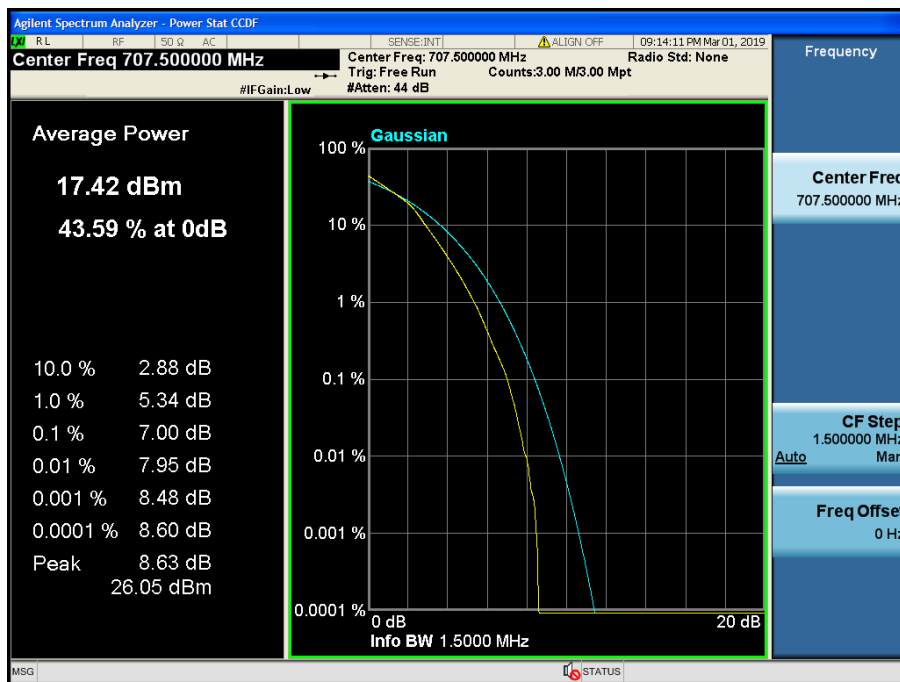 Agilent Spectrum Analyzer - Power Stat CCDF
LXI RL RF 50 Ω AC SENSE:INT ALIGN OFF 09:14:11 PM Mar 01, 2019
Center Freq 707.500000 MHz
Center Freq: 707.500000 MHz Radio Std: None
Trig: Free Run Counts:3.00 M/3.00 Mpt
#IFGain:Low #Atten: 44 dB
Frequency
Average Power
17.42 dBm
43.59 % at 0dB
10.0 % 2.88 dB
1.0 % 5.34 dB
0.1 % 7.00 dB
0.01 % 7.95 dB
0.001 % 8.48 dB
0.0001 % 8.60 dB
Peak 8.63 dB
26.05 dBm
Gaussian
100 %
10 %
1 %
0.1 %
0.01 %
0.001 %
0.0001 %
0 dB 20 dB
Info BW 1.5000 MHz
Center Freq
707.500000 MHz
CF Step
1.500000 MHz
Auto Man
Freq Offset
0 Hz
MSG STATUS